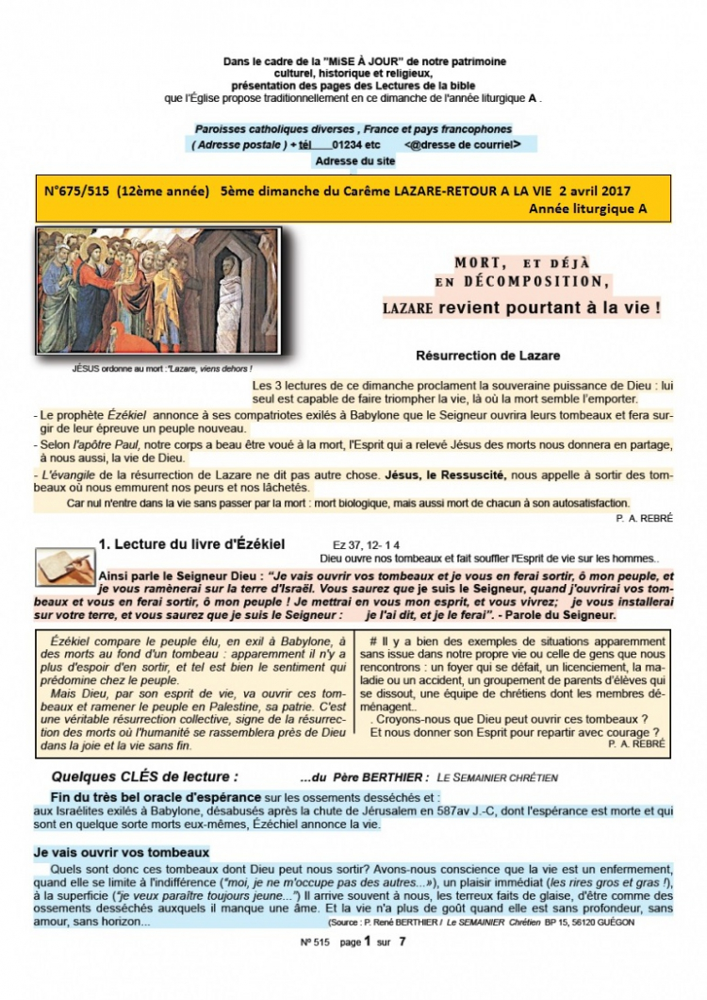 Dans le cadre de la "MiSE À JOUR" de notre patrimoine
culturel, historique et religieux,
présentation des pages des Lectures de la bible
que l'Église propose traditionnellement en ce dimanche de l'année liturgique A .
Paroisses catholiques diverses , France et pays francophones
( Adresse postale ) + tél 01234 etc <@dresse de courriel>
Adresse du site
N°675/515 (12ème année) 5ème dimanche du Carême LAZARE-RETOUR A LA VIE 2 avril 2017
Année liturgique A
MORT, ET DÉJÀ
EN DÉCOMPOSITION,
LAZARE revient pourtant à la vie !
JÉSUS ordonne au mort :"Lazare, viens dehors !
Résurrection de Lazare
Les 3 lectures de ce dimanche proclament la souveraine puissance de Dieu : lui
seul est capable de faire triompher la vie, là où la mort semble l'emporter.
- Le prophète Ézékiel annonce à ses compatriotes exilés à Babylone que le Seigneur ouvrira leurs tombeaux et fera sur-
gir de leur épreuve un peuple nouveau.
- Selon l'apôtre Paul, notre corps a beau être voué à la mort, l'Esprit qui a relevé Jésus des morts nous donnera en partage,
à nous aussi, la vie de Dieu.
- L'évangile de la résurrection de Lazare ne dit pas autre chose. Jésus, le Ressuscité, nous appelle à sortir des tom-
beaux où nous emmurent nos peurs et nos lâchetés.
Car nul n'entre dans la vie sans passer par la mort : mort biologique, mais aussi mort de chacun à son autosatisfaction.
P. A. REBRÉ
1. Lecture du livre d'Ézékiel Ez 37, 12- 1 4
Dieu ouvre nos tombeaux et fait souffler l'Esprit de vie sur les hommes..
Ainsi parle le Seigneur Dieu : "Je vais ouvrir vos tombeaux et je vous en ferai sortir, ô mon peuple, et
je vous ramènerai sur la terre d'Israël. Vous saurez que je suis le Seigneur, quand j'ouvrirai vos tom-
beaux et vous en ferai sortir, ô mon peuple ! Je mettrai en vous mon esprit, et vous vivrez; je vous installerai
sur votre terre, et vous saurez que je suis le Seigneur : je l'ai dit, et je le ferai". - Parole du Seigneur.
Ézékiel compare le peuple élu, en exil à Babylone, à
des morts au fond d'un tombeau : apparemment il n'y a
plus d'espoir d'en sortir, et tel est bien le sentiment qui
prédomine chez le peuple.
Mais Dieu, par son esprit de vie, va ouvrir ces tom-
beaux et ramener le peuple en Palestine, sa patrie. C'est
une véritable résurrection collective, signe de la résurrec-
tion des morts où l'humanité se rassemblera près de Dieu
dans la joie et la vie sans fin.
# Il y a bien des exemples de situations apparemment
sans issue dans notre propre vie ou celle de gens que nous
rencontrons : un foyer qui se défait, un licenciement, la ma-
ladie ou un accident, un groupement de parents d'élèves qui
se dissout, une équipe de chrétiens dont les membres dé-
ménagent..
. Croyons-nous que Dieu peut ouvrir ces tombeaux ?
Et nous donner son Esprit pour repartir avec courage ?
P. A. REBRÉ
Quelques CLÉS de lecture : ...du Père BERTHIER : LE SEMAINIER CHRÉTIEN
Fin du très bel oracle d'espérance sur les ossements desséchés et :
aux Israélites exilés à Babylone, désabusés après la chute de Jérusalem en 587av J.-C, dont l'espérance est morte et qui
sont en quelque sorte morts eux-mêmes, Ézéchiel annonce la vie.
Je vais ouvrir vos tombeaux
Quels sont donc ces tombeaux dont Dieu peut nous sortir? Avons-nous conscience que la vie est un enfermement,
quand elle se limite à l'indifférence ("moi, je ne m'occupe pas des autres...»), un plaisir immédiat (les rires gros et gras !),
à la superficie ("je veux paraître toujours jeune...") Il arrive souvent à nous, les terreux faits de glaise, d'être comme des
ossements desséchés auxquels il manque une âme. Et la vie n'a plus de goût quand elle est sans profondeur, sans
amour, sans horizon... (Source : P. René BERTHIER / Le SEMAINIER Chrétien BP 15, 56120 GUÉGON
Nº 515 page 1 sur 7